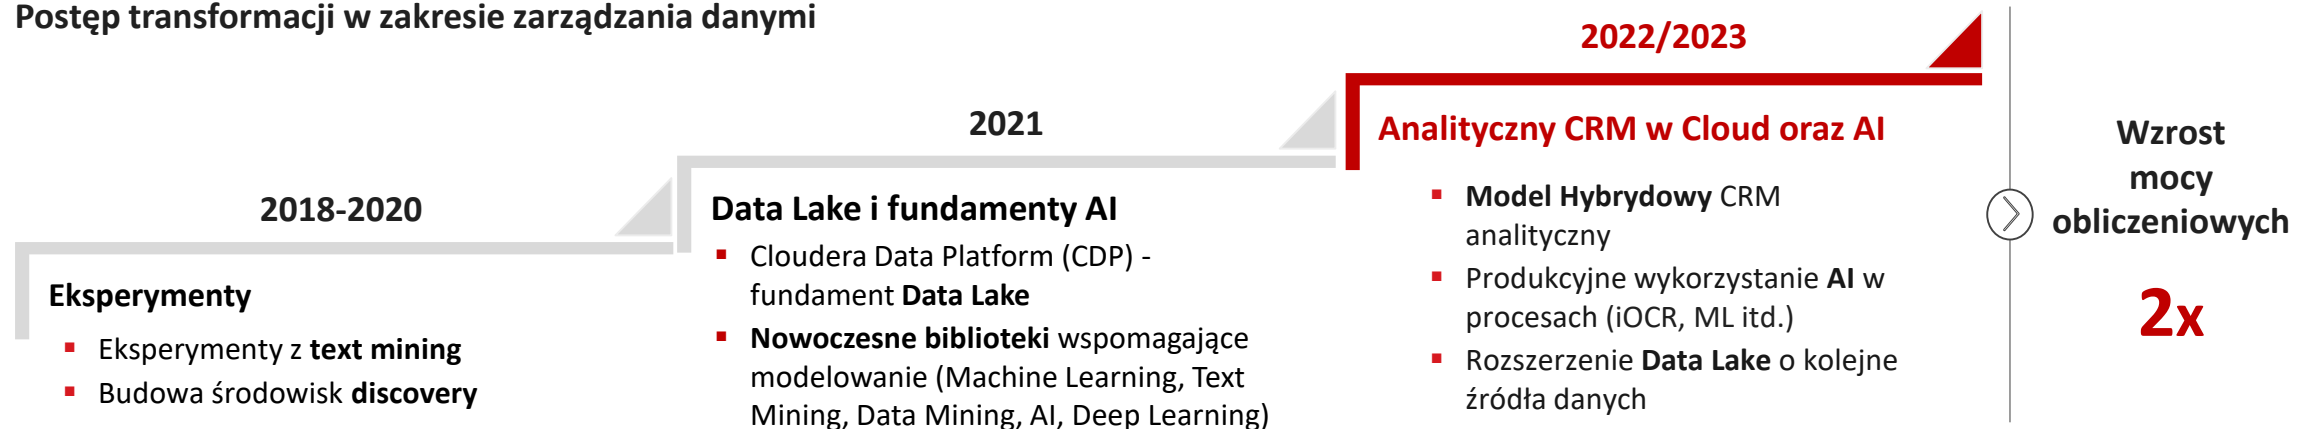 Postęp transformacji w zakresie zarządzania danymi
2018-2020
Eksperymenty
▪ Eksperymenty z text mining
▪ Budowa środowisk discovery
2021
Data Lake i fundamenty AI
▪ Cloudera Data Platform (CDP) -
fundament Data Lake
▪ Nowoczesne biblioteki wspomagające
modelowanie (Machine Learning, Text
Mining, Data Mining, AI, Deep Learning)
2022/2023
Analityczny CRM w Cloud oraz AI
▪ Model Hybrydowy CRM
analityczny
▪ Produkcyjne wykorzystanie AI w
procesach (iOCR, ML itd.)
▪ Rozszerzenie Data Lake o kolejne
źródła danych
Wzrost
mocy
obliczeniowych
2x